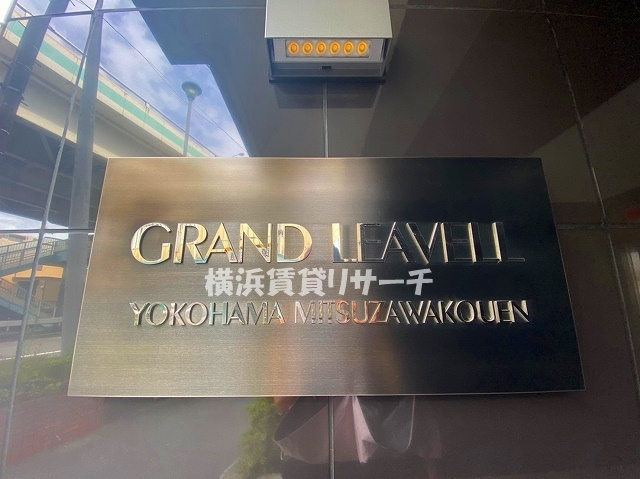 GRAND LEAVELL
横浜賃貸リサーチ
YOKOHAMA MITSUZAWAKOUEN